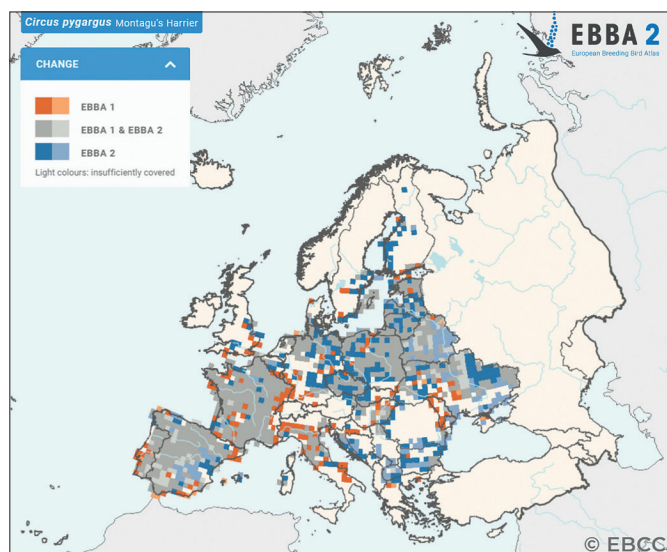 Circus pygargus Montagu's Harrier
EBBA 2
European Breeding Bird Atlas
CHANGE
EBBA 1
EBBA 1 & EBBA 2
EBBA 2
Light colours: insufficiently covered
© EBCC